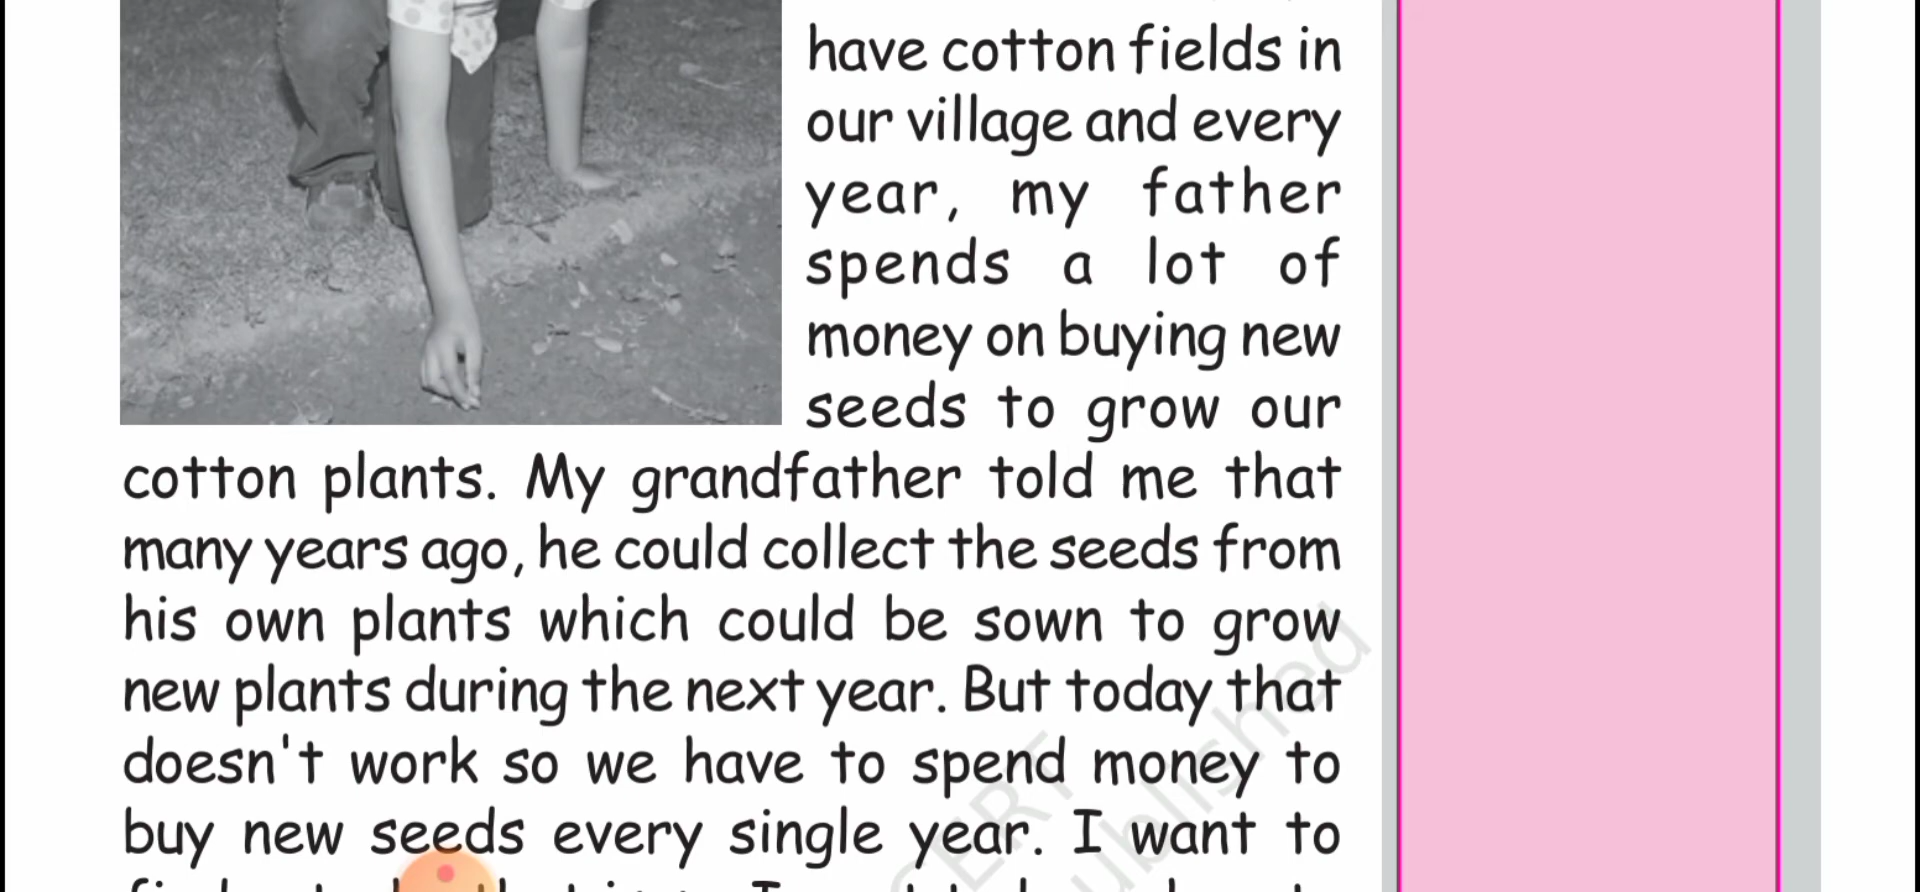 have cotton fields in
our village and every
year, my father
spends a lot of
money on buying new
seeds to grow our
cotton plants. My grandfather told me that
many years ago, he could collect the seeds from
his own plants which could be sown to grow
new plants during the next year. But today that
doesn't work so we have to spend money to
buy new seeds every single year. I want to